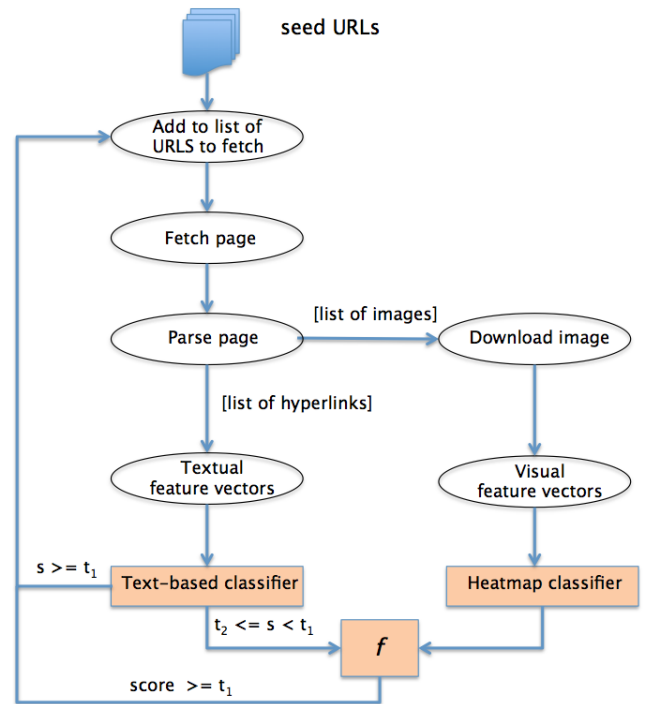 seed URLs
Add to list of
URLS to fetch
Fetch page
[list of images]
Parse page
Download image
[list of hyperlinks]
Textual
feature vectors
Visual
feature vectors
s >= t₁
Text-based classifier
Heatmap classifier
t₂ <= s < t₁
f
score >= t₁